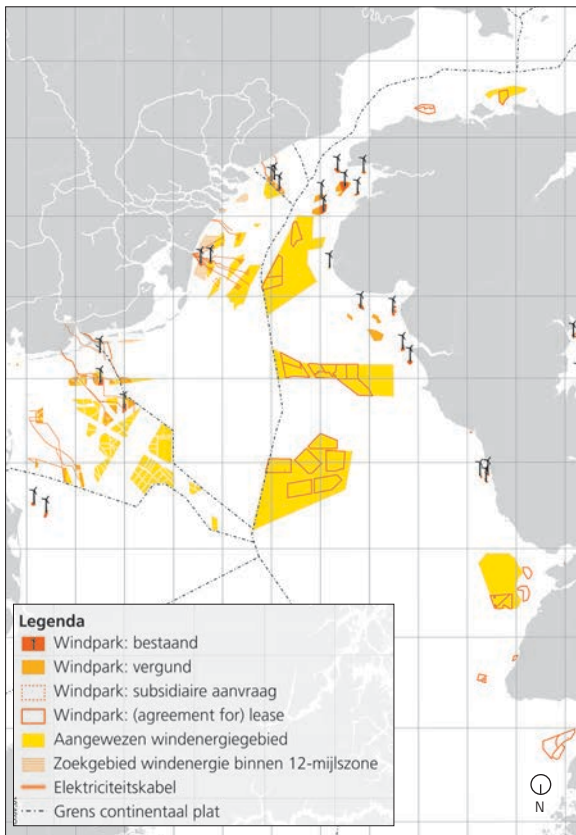 Legenda
Windpark: bestaand
Windpark: vergund
Windpark: subsidiaire aanvraag
Windpark: (agreement for) lease
Aangewezen windenergiegebied
Zoekgebied windenergie binnen 12-mijlszone
Elektriciteitskabel
Grens continentaal plat
N